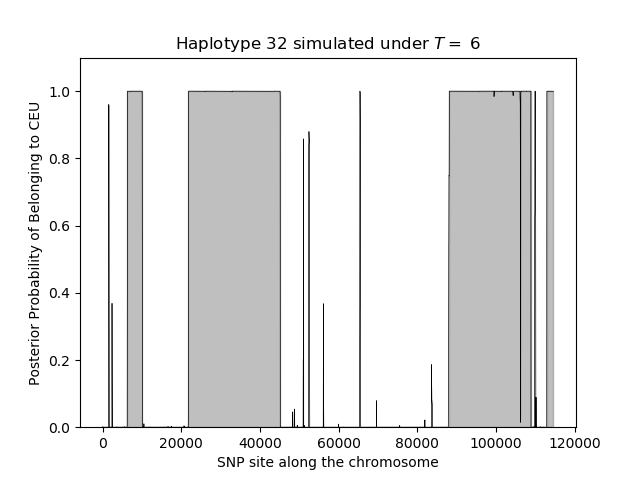 Haplotype 32 simulated under T = 6
Posterior Probability of Belonging to CEU
1.0
0.8
0.6
0.4
0.2
0.0
0 20000 40000 60000 80000 100000 120000
SNP site along the chromosome